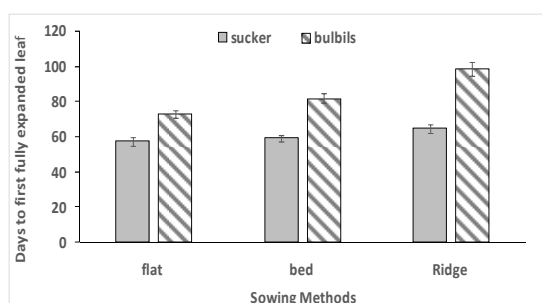 Days to first fully expanded leaf
120
100
80
60
40
20
0
sucker bulbils
flat bed Ridge
Sowing Methods